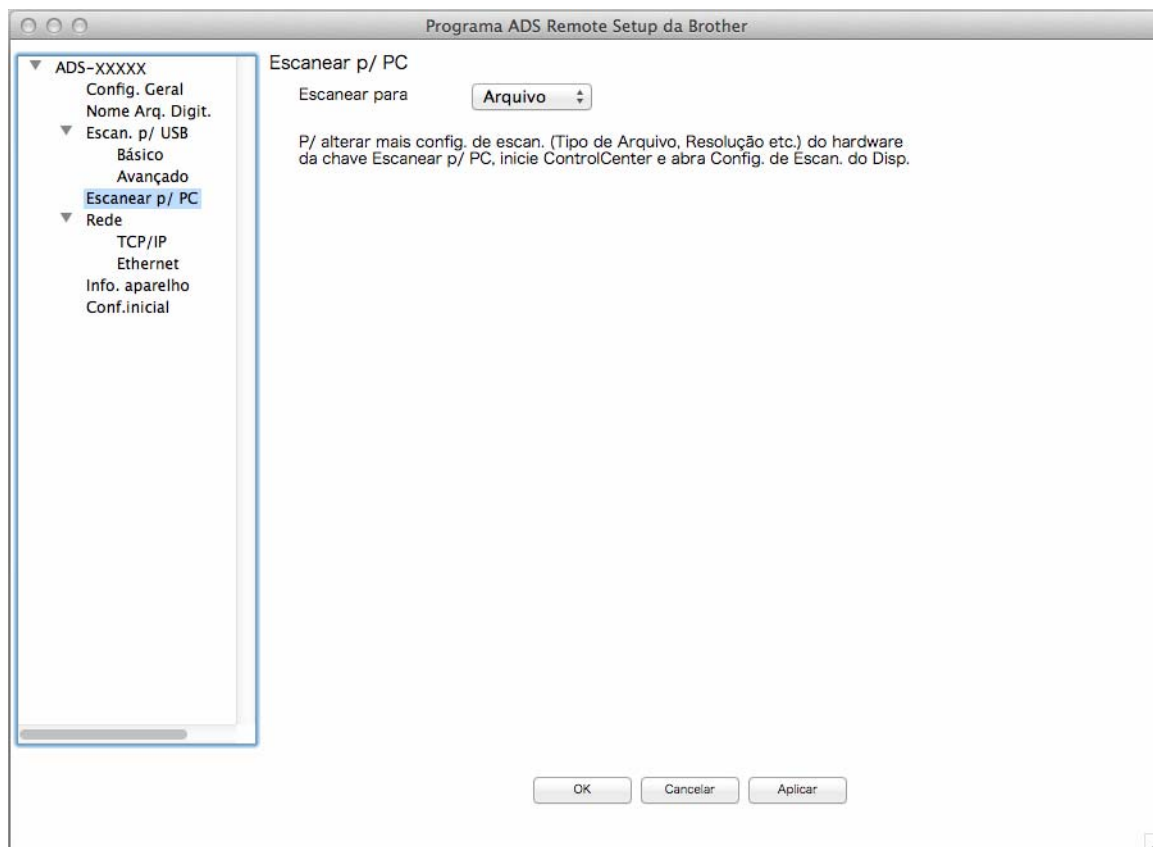 Programa ADS Remote Setup da Brother
ADS-XXXXX
Config. Geral
Nome Arq. Digit.
Escan. p/ USB
Básico
Avançado
Escanear p/ PC
Rede
TCP/IP
Ethernet
Info. aparelho
Conf.inicial
Escanear p/ PC
Escanear para
Arquivo
P/ alterar mais config. de escan. (Tipo de Arquivo, Resolução etc.) do hardware
da chave Escanear p/ PC, inicie ControlCenter e abra Config. de Escan. do Disp.
OK
Cancelar
Aplicar